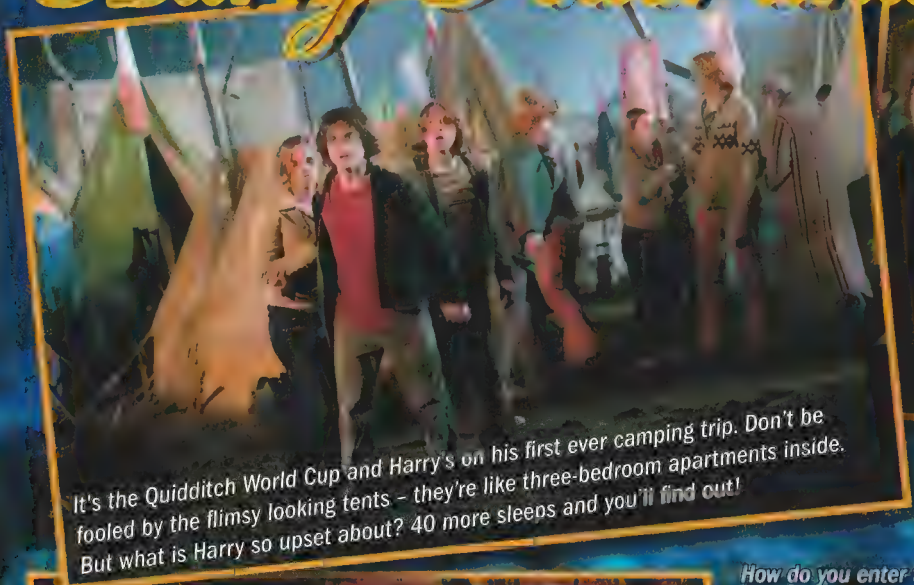 It's the Quidditch World Cup and Harry's on his first ever camping trip. Don't be
fooled by the flimsy looking tents – they're like three-bedroom apartments inside.
But what is Harry so upset about? 40 more sleeps and you'll find out!
How do you enter